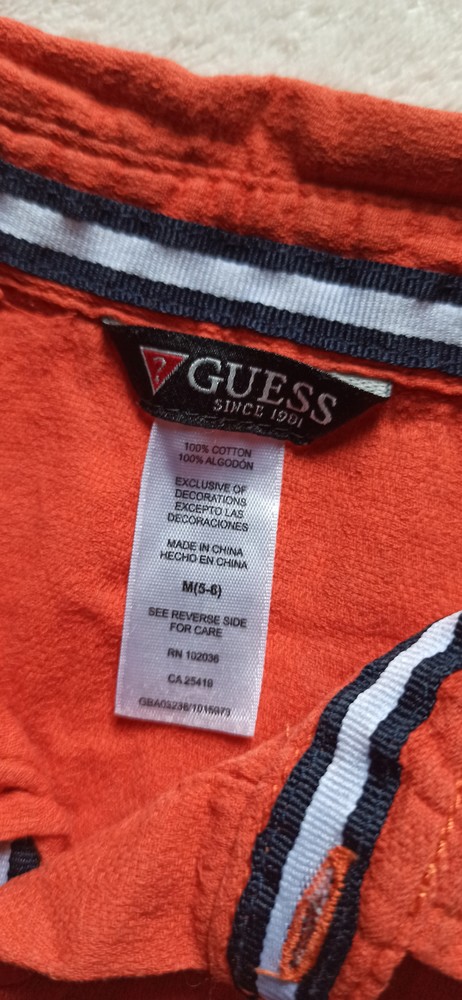 ?
GUESS
SINCE 1981
100% COTTON
100% ALGODÓN
EXCLUSIVE OF
DECORATIONS
EXCEPTO LAS
DECORACIONES
MADE IN CHINA
HECHO EN CHINA
M(5-6)
SEE REVERSE SIDE
FOR CARE
RN 102036
CA 25419